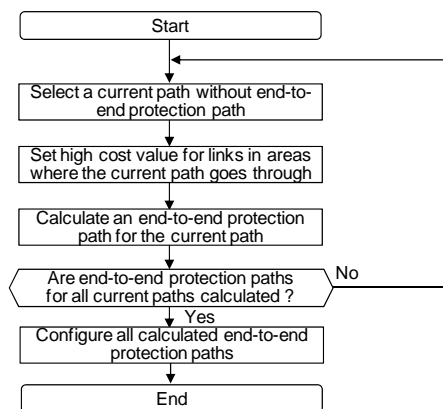 Start
Select a current path without end-to-
end protection path
Set high cost value for links in areas
where the current path goes through
Calculate an end-to-end protection
path for the current path
Are end-to-end protection paths
for all current paths calculated ?
No
Yes
Configure all calculated end-to-end
protection paths
End